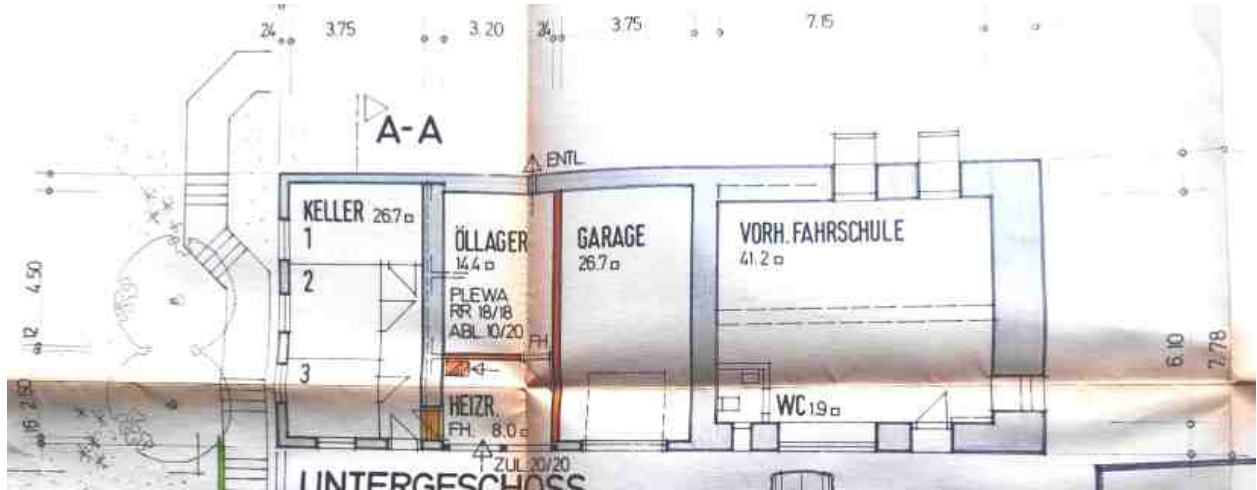 24 3.75 3.20 24 3.75 7.15
A-A
ENTL.
KELLER 26.7
1
2
3
ÖLLAGER
14.4
PLEWA
RR 18/18
ABL 10/20
FH
HEIZR.
FH. 8.0
ZUL 20/20
GARAGE
26.7
VORH. FAHRSCHULE
41.2
WC 1.9
4.50
12
6.10
7.78
UNTERGESCHOSS